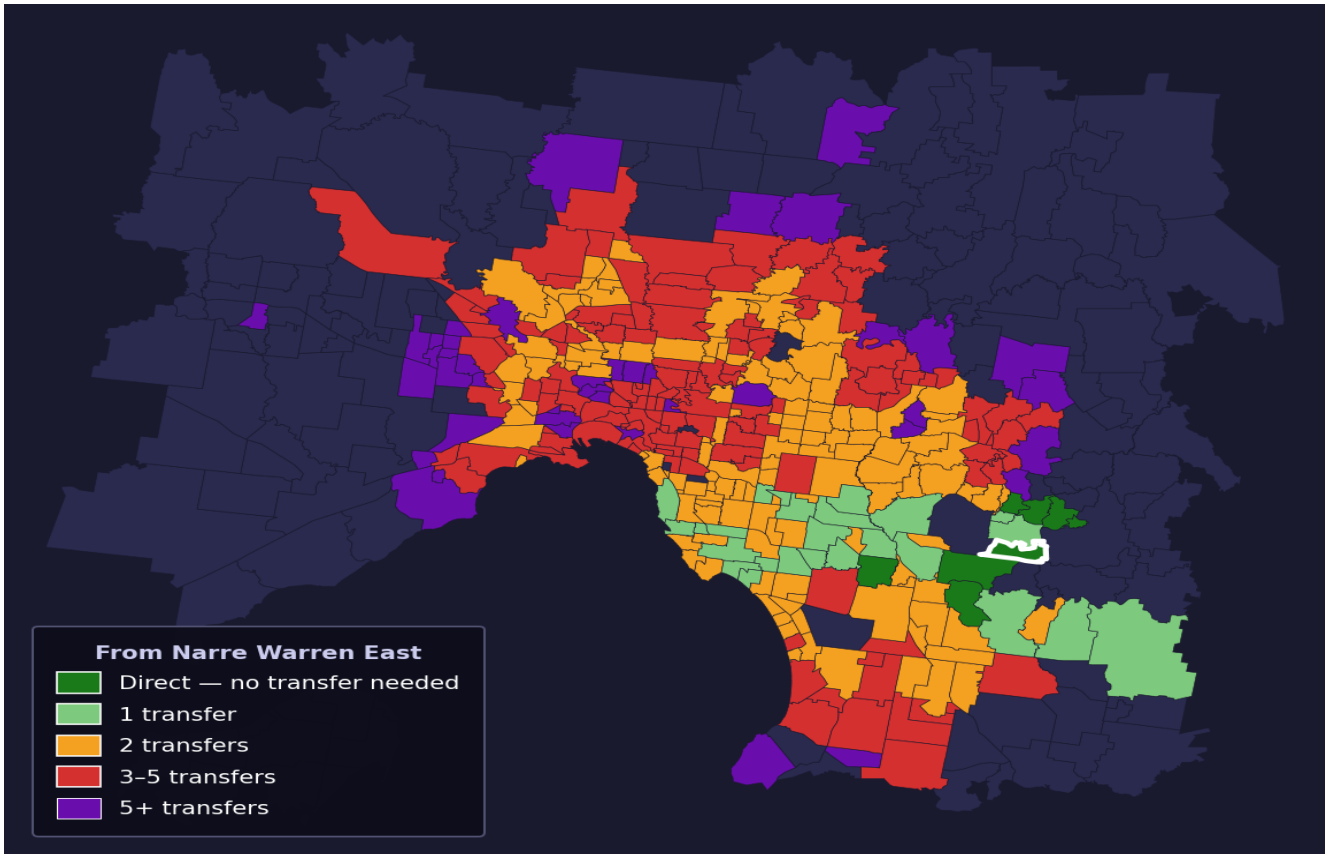 From Narre Warren East
Direct — no transfer needed
1 transfer
2 transfers
3–5 transfers
5+ transfers